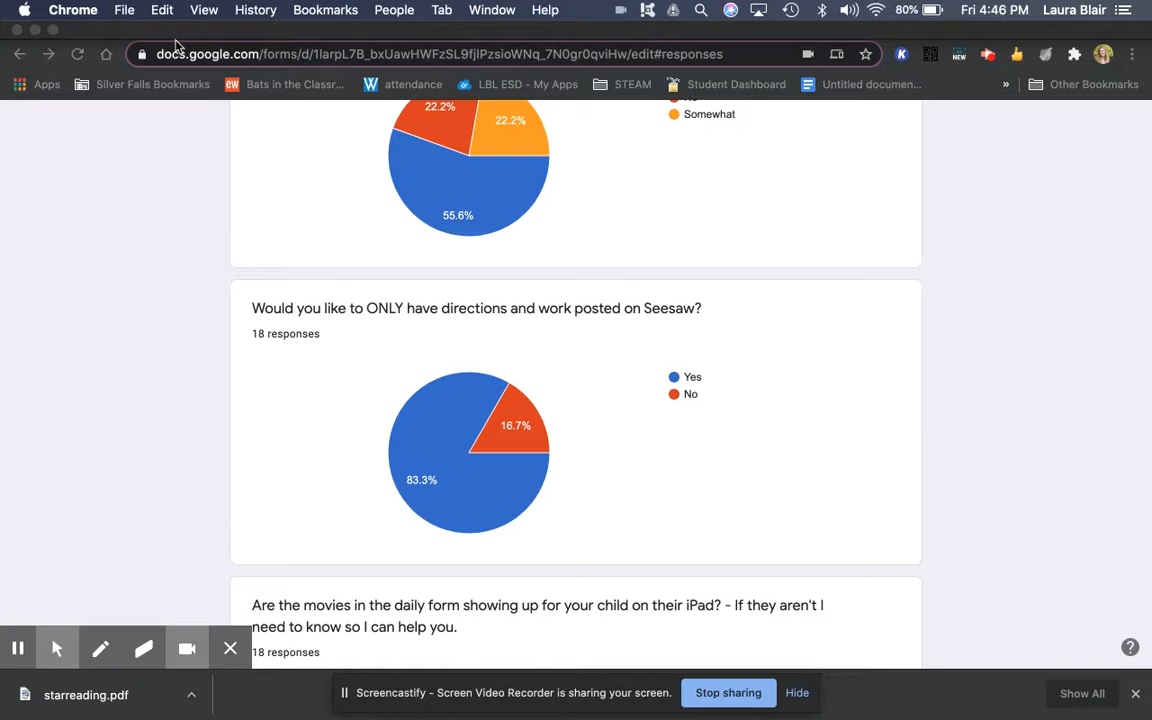 Chrome File Edit View History Bookmarks People Tab Window Help 80% Fri 4:46 PM Laura Blair
docs.google.com/forms/d/1IarpL7B_bxUawHWFzSL9fjIPzsioWNq_7N0gr0qviHw/edit#responses
Apps Silver Falls Bookmarks Bats in the Classr... attendance LBL ESD - My Apps STEAM Student Dashboard Untitled documen... » Other Bookmarks
22.2%
22.2%
Somewhat
55.6%
Would you like to ONLY have directions and work posted on Seesaw?
18 responses
Yes
No
16.7%
83.3%
Are the movies in the daily form showing up for your child on their iPad? - If they aren't I
need to know so I can help you.
18 responses
starreading.pdf
Screencastify - Screen Video Recorder is sharing your screen. Stop sharing Hide
Show All